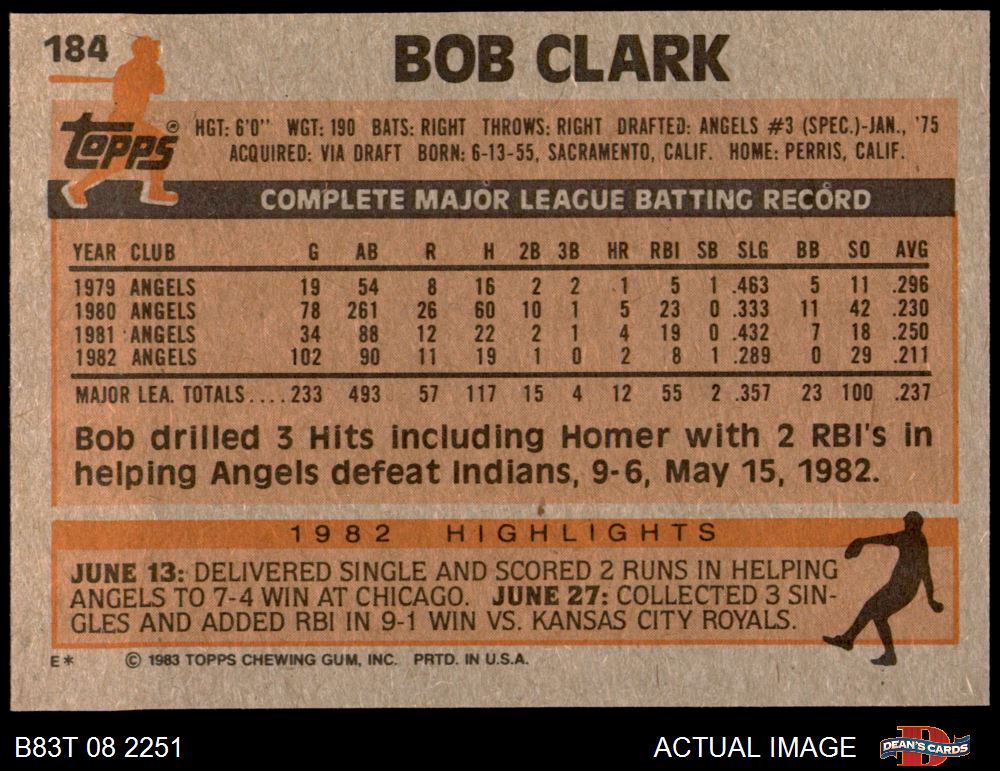 184
BOB CLARK
Topps®
HGT: 6'0" WGT: 190 BATS: RIGHT THROWS: RIGHT DRAFTED: ANGELS #3 (SPEC.)-JAN., '75
ACQUIRED: VIA DRAFT BORN: 6-13-55, SACRAMENTO, CALIF. HOME: PERRIS, CALIF.
COMPLETE MAJOR LEAGUE BATTING RECORD
YEAR CLUB G AB R H 2B 3B HR RBI SB SLG BB SO AVG
1979 ANGELS 19 54 8 16 2 2 1 5 1 .463 5 11 .296
1980 ANGELS 78 261 26 60 10 1 5 23 0 .333 11 42 .230
1981 ANGELS 34 88 12 22 2 1 4 19 0 .432 7 18 .250
1982 ANGELS 102 90 11 19 1 0 2 8 1 .289 0 29 .211
MAJOR LEA. TOTALS....233 493 57 117 15 4 12 55 2 .357 23 100 .237
Bob drilled 3 Hits including Homer with 2 RBI's in
helping Angels defeat Indians, 9-6, May 15, 1982.
1982 HIGHLIGHTS
JUNE 13: DELIVERED SINGLE AND SCORED 2 RUNS IN HELPING
ANGELS TO 7-4 WIN AT CHICAGO. JUNE 27: COLLECTED 3 SIN-
GLES AND ADDED RBI IN 9-1 WIN VS. KANSAS CITY ROYALS.
E* © 1983 TOPPS CHEWING GUM, INC. PRTD. IN U.S.A.
B83T 08 2251
ACTUAL IMAGE
DEAN'S CARDS